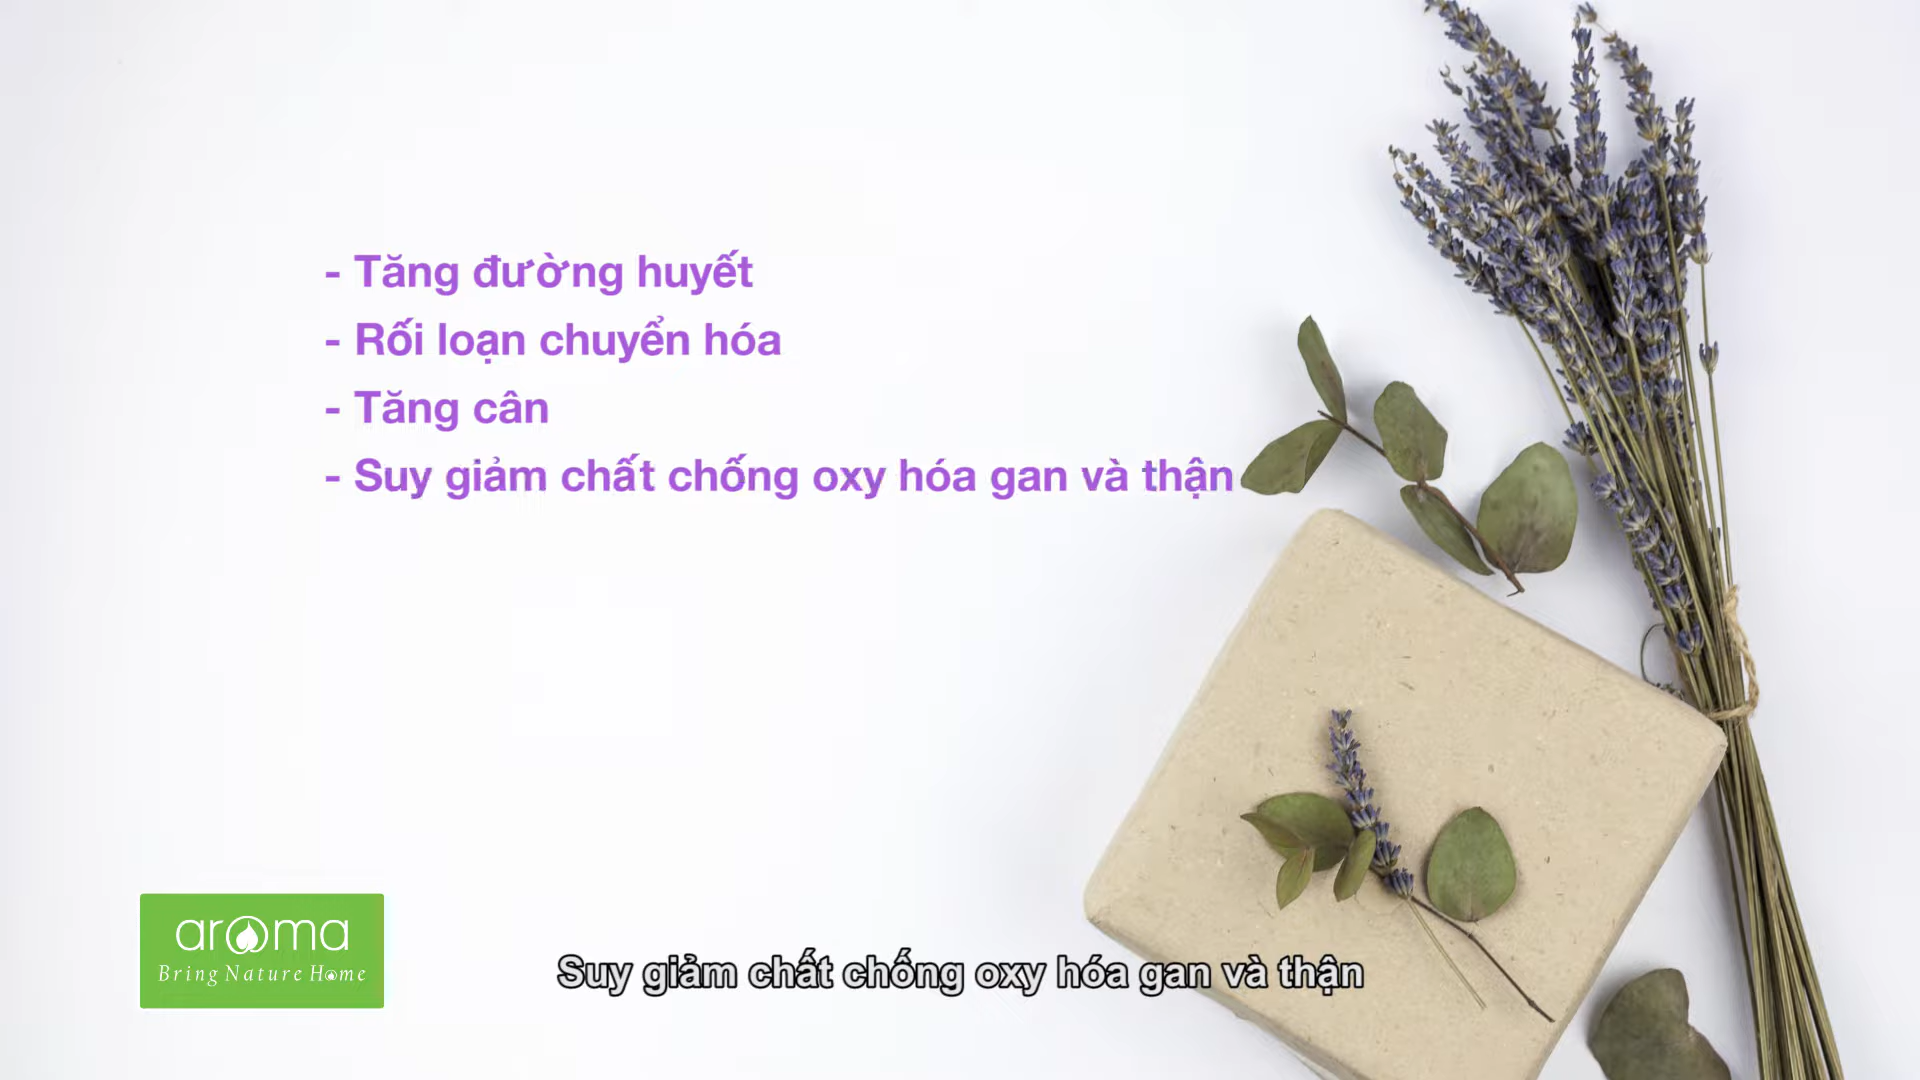 - Tăng đường huyết
- Rối loạn chuyển hóa
- Tăng cân
- Suy giảm chất chống oxy hóa gan và thận
aroma
Bring Nature Home
Suy giảm chất chống oxy hóa gan và thận